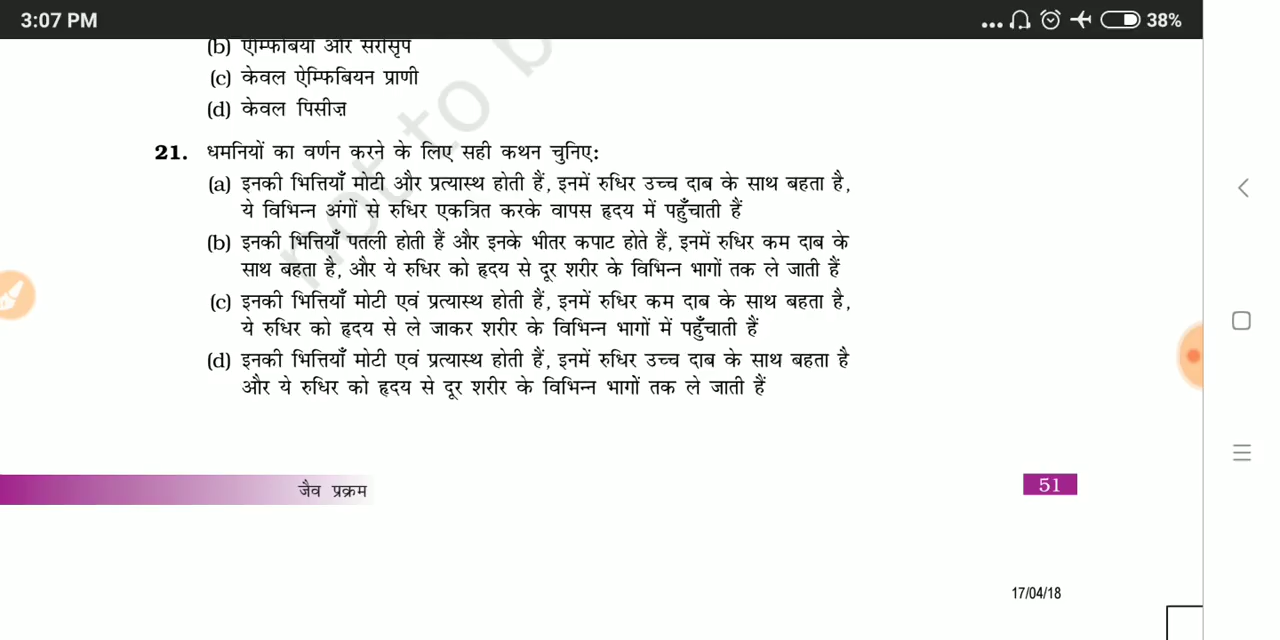 3:07 PM
38%
(b) ऐम्फिबिया और सरीसृप
(c) केवल ऐम्फिबियन प्राणी
(d) केवल पिसीज़
21. धमनियों का वर्णन करने के लिए सही कथन चुनिए:
(a) इनकी भित्तियाँ मोटी और प्रत्यास्थ होती हैं, इनमें रुधिर उच्च दाब के साथ बहता है,
ये विभिन्न अंगों से रुधिर एकत्रित करके वापस हृदय में पहुँचाती हैं
(b) इनकी भित्तियाँ पतली होती हैं और इनके भीतर कपाट होते हैं, इनमें रुधिर कम दाब के
साथ बहता है, और ये रुधिर को हृदय से दूर शरीर के विभिन्न भागों तक ले जाती हैं
(c) इनकी भित्तियाँ मोटी एवं प्रत्यास्थ होती हैं, इनमें रुधिर कम दाब के साथ बहता है,
ये रुधिर को हृदय से ले जाकर शरीर के विभिन्न भागों में पहुँचाती हैं
(d) इनकी भित्तियाँ मोटी एवं प्रत्यास्थ होती हैं, इनमें रुधिर उच्च दाब के साथ बहता है
और ये रुधिर को हृदय से दूर शरीर के विभिन्न भागों तक ले जाती हैं
not to b
जैव प्रक्रम
51
17/04/18